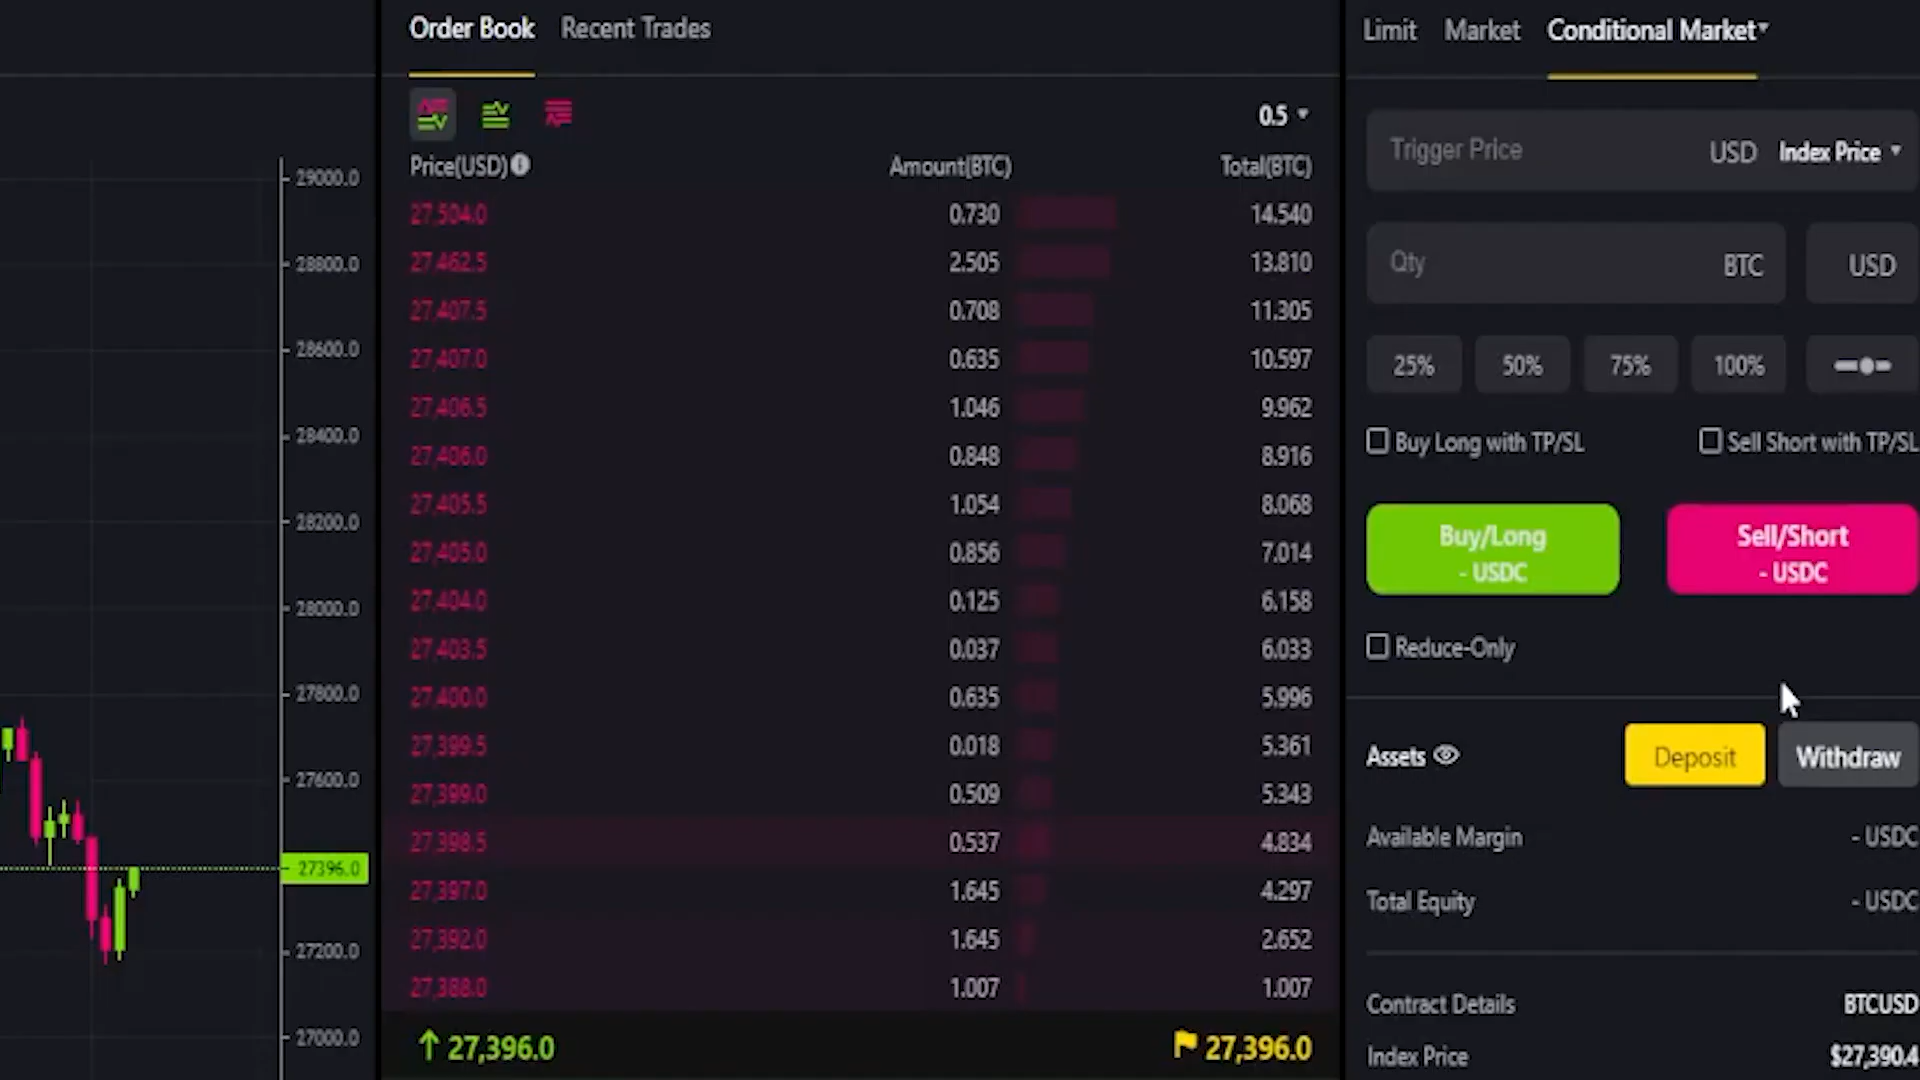 Order Book Recent Trades
Limit Market Conditional Market
0.5
Price(USD) Amount(BTC) Total(BTC)
27,504.0 0.730 14.540
27,462.5 2.505 13.810
27,407.5 0.708 11.305
27,407.0 0.635 10.597
27,406.5 1.046 9.962
27,406.0 0.848 8.916
27,405.5 1.054 8.068
27,405.0 0.856 7.014
27,404.0 0.125 6.158
27,403.5 0.037 6.033
27,400.0 0.635 5.996
27,399.5 0.018 5.361
27,399.0 0.509 5.343
27,398.5 0.537 4.834
27,397.0 1.645 4.297
27,392.0 1.645 2.652
27,388.0 1.007 1.007
27,396.0 27,396.0
29000.0
28800.0
28600.0
28400.0
28200.0
28000.0
27800.0
27600.0
27396.0
27200.0
27000.0
Trigger Price USD Index Price
Qty BTC USD
25% 50% 75% 100%
Buy Long with TP/SL Sell Short with TP/SL
Buy/Long
- USDC
Sell/Short
- USDC
Reduce-Only
Assets Deposit Withdraw
Available Margin - USDC
Total Equity - USDC
Contract Details BTCUSD
Index Price $27,390.4